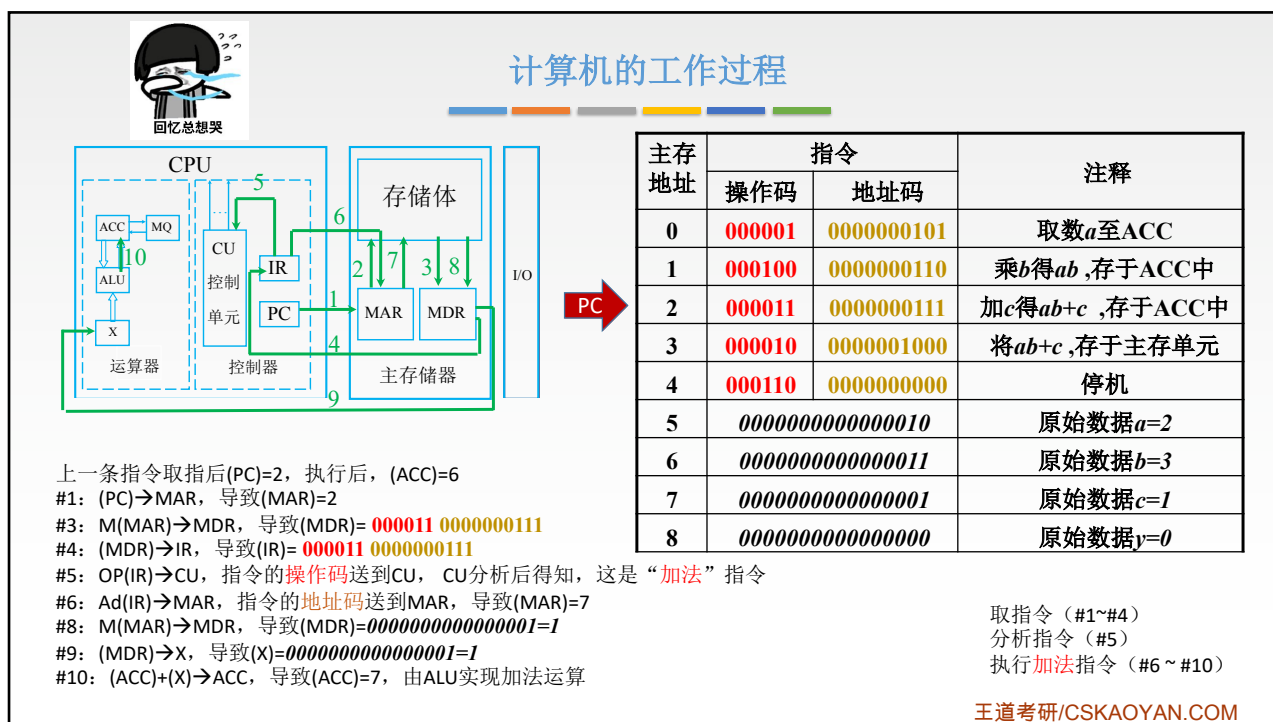 计算机的工作过程
回忆总想哭
CPU
5
ACC
MQ
10
ALU
X
运算器
CU
控制
单元
IR
PC
控制器
6
1
4
9
存储体
2
7
3
8
MAR
MDR
主存储器
I/O
PC
主存地址 指令 注释
操作码 地址码
0 000001 0000000101 取数a至ACC
1 000100 0000000110 乘b得ab ,存于ACC中
2 000011 0000000111 加c得ab+c ,存于ACC中
3 000010 0000001000 将ab+c ,存于主存单元
4 000110 0000000000 停机
5 0000000000000010 原始数据a=2
6 0000000000000011 原始数据b=3
7 0000000000000001 原始数据c=1
8 0000000000000000 原始数据y=0
上一条指令取指后(PC)=2，执行后，(ACC)=6
#1：(PC)→MAR，导致(MAR)=2
#3：M(MAR)→MDR，导致(MDR)= 000011 0000000111
#4：(MDR)→IR，导致(IR)= 000011 0000000111
#5：OP(IR)→CU，指令的操作码送到CU， CU分析后得知，这是“加法”指令
#6：Ad(IR)→MAR，指令的地址码送到MAR，导致(MAR)=7
#8：M(MAR)→MDR，导致(MDR)=0000000000000001=1
#9：(MDR)→X，导致(X)=0000000000000001=1
#10：(ACC)+(X)→ACC，导致(ACC)=7，由ALU实现加法运算
取指令（#1~#4）
分析指令（#5）
执行加法指令（#6 ~ #10）
王道考研/CSKAOYAN.COM